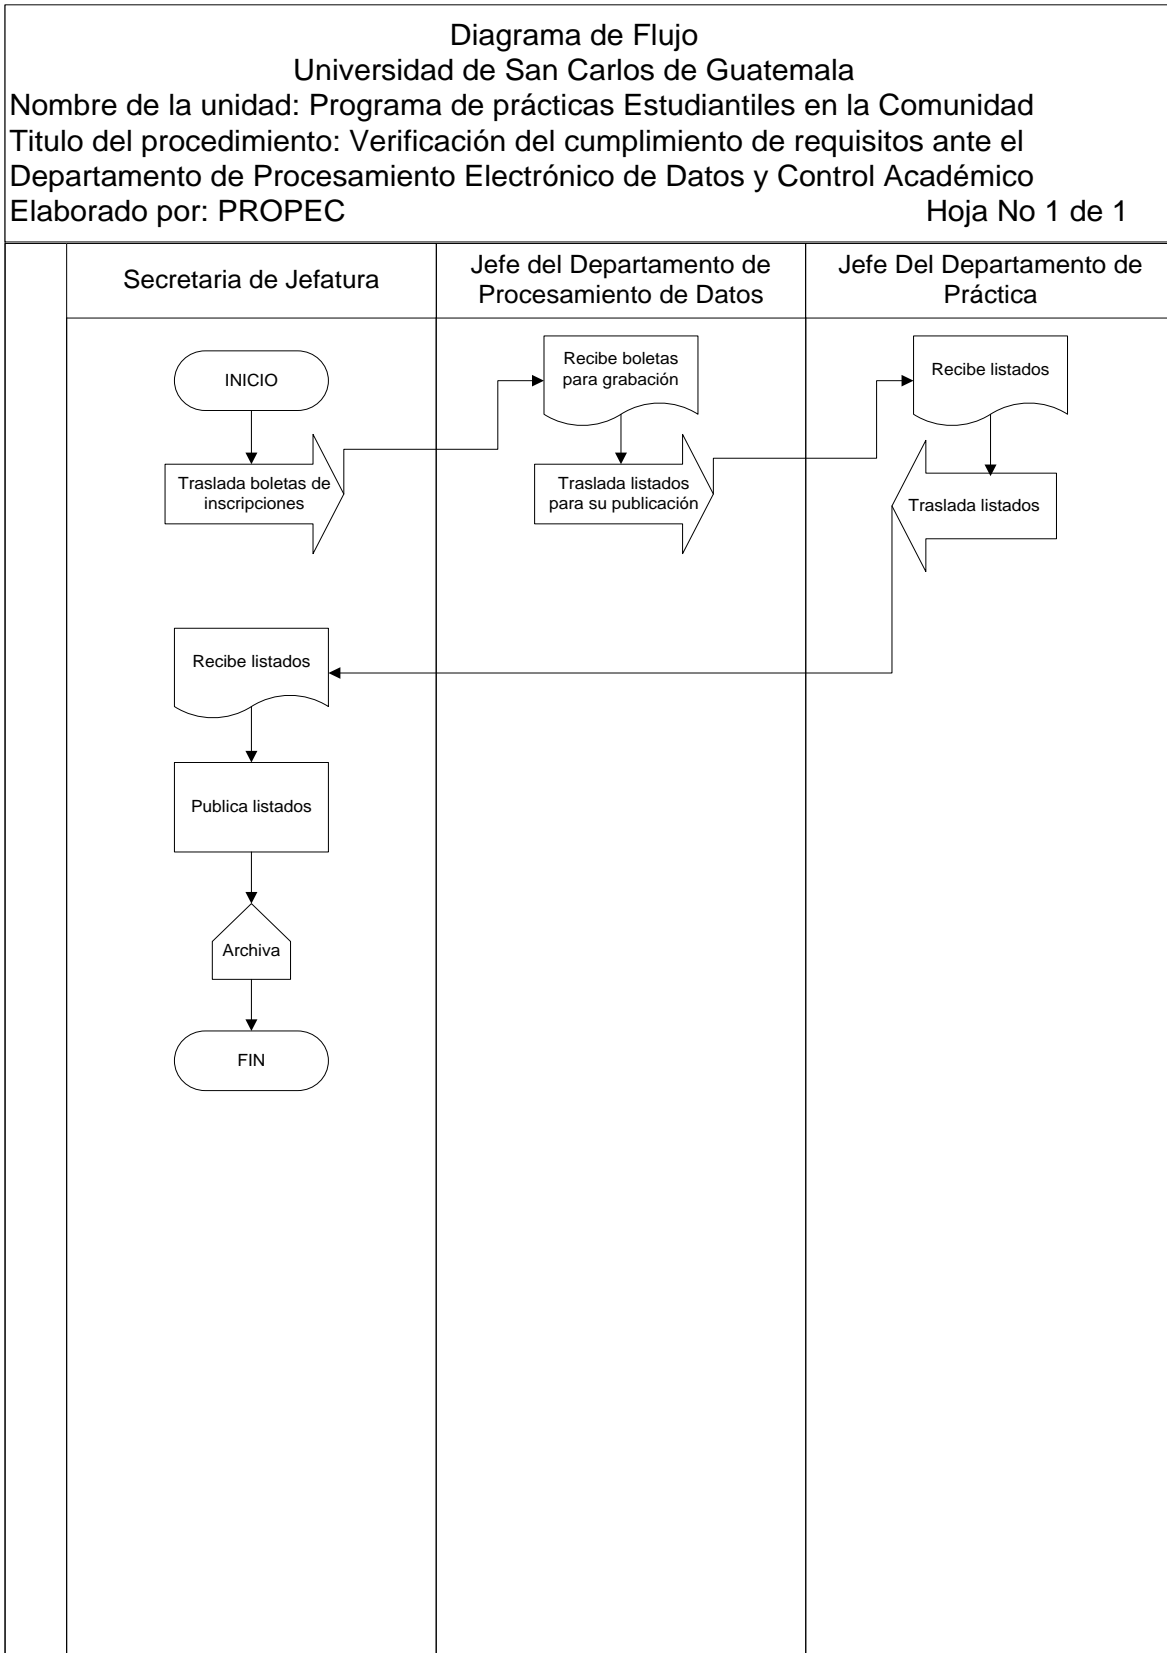 Diagrama de Flujo
Universidad de San Carlos de Guatemala
Nombre de la unidad: Programa de prácticas Estudiantiles en la Comunidad
Titulo del procedimiento: Verificación del cumplimiento de requisitos ante el
Departamento de Procesamiento Electrónico de Datos y Control Académico
Elaborado por: PROPEC Hoja No 1 de 1
Secretaria de Jefatura
Jefe del Departamento de
Procesamiento de Datos
Jefe Del Departamento de
Práctica
INICIO
Traslada boletas de
inscripciones
Recibe boletas
para grabación
Traslada listados
para su publicación
Recibe listados
Traslada listados
Recibe listados
Publica listados
Archiva
FIN